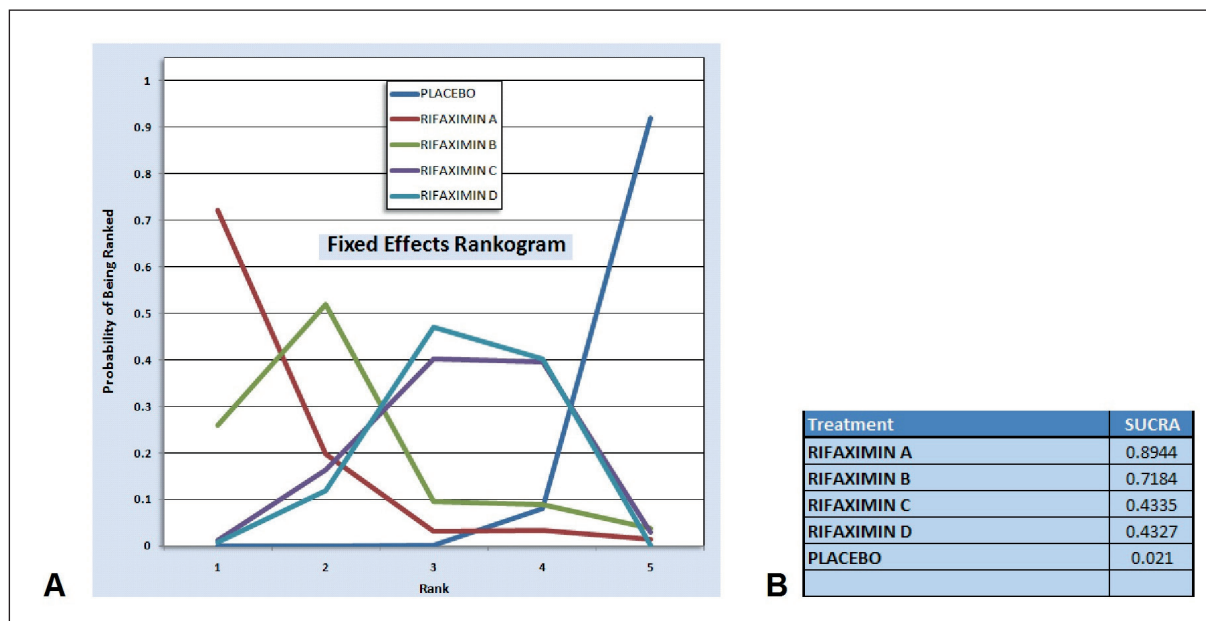 PLACEBO
RIFAXIMIN A
RIFAXIMIN B
RIFAXIMIN C
RIFAXIMIN D
Fixed Effects Rankogram
Probability of Being Ranked
1
0.9
0.8
0.7
0.6
0.5
0.4
0.3
0.2
0.1
0
1 2 3 4 5
Rank
A
Treatment SUCRA
RIFAXIMIN A 0.8944
RIFAXIMIN B 0.7184
RIFAXIMIN C 0.4335
RIFAXIMIN D 0.4327
PLACEBO 0.021
B